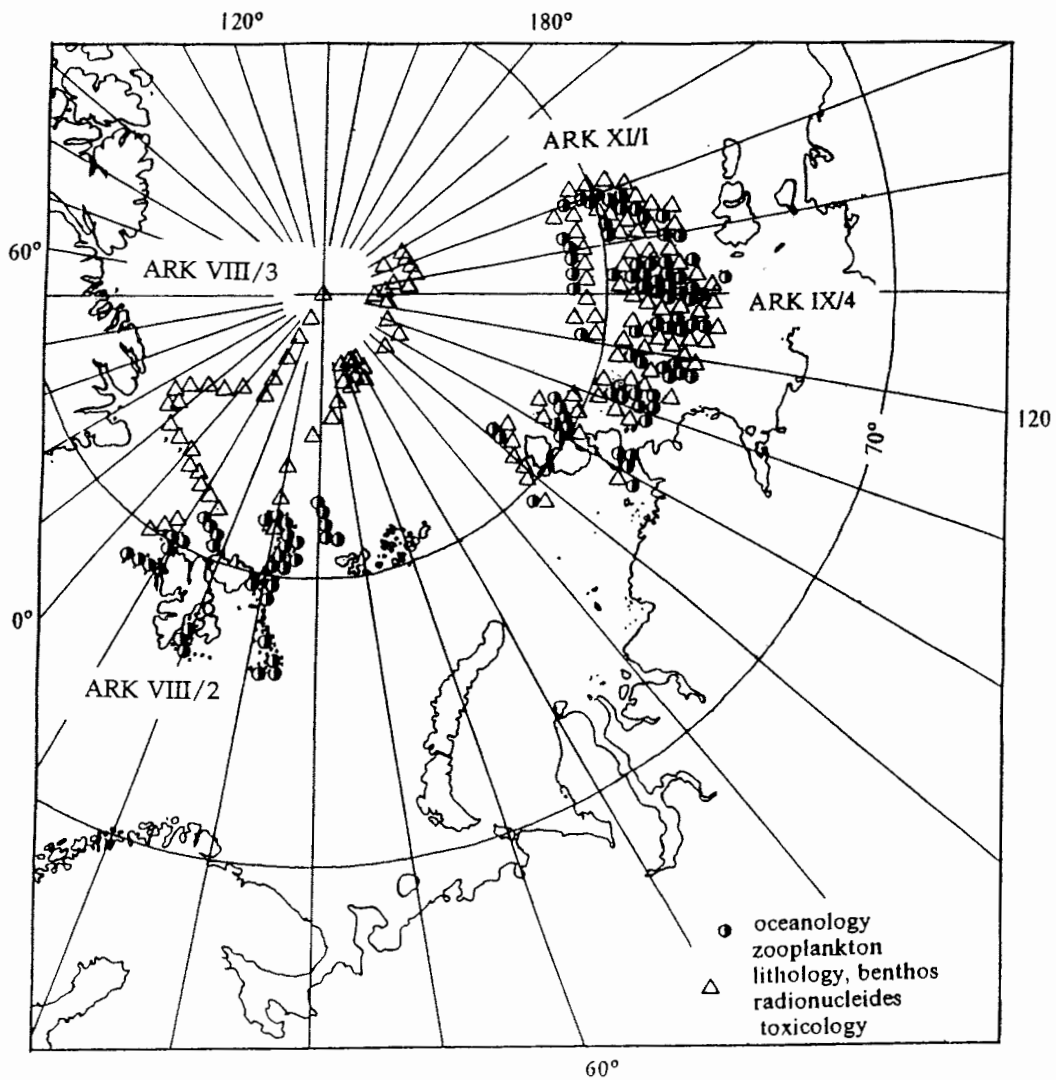 120° 180°
ARK XI/I
60°
ARK VIII/3
ARK IX/4
120
70°
0°
ARK VIII/2
oceanology
zooplankton
lithology, benthos
radionucleides
toxicology
60°